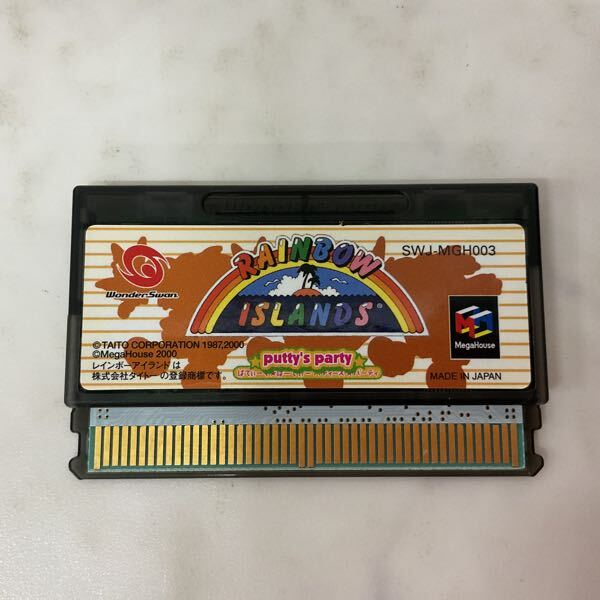 RAINBOW
ISLANDS
putty's party
SWJ-MGH003
WonderSwan
MegaHouse
©TAITO CORPORATION 1987,2000
©MegaHouse 2000
レインボーアイランド は
株式会社タイトーの登録商標です。
MADE IN JAPAN